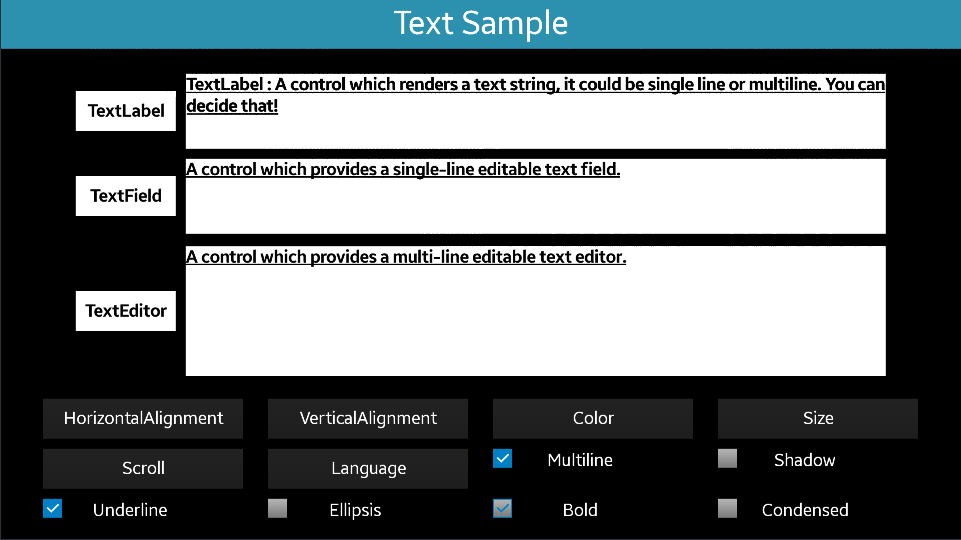 Text Sample
TextLabel
TextLabel : A control which renders a text string, it could be single line or multiline. You can
decide that!
TextField
A control which provides a single-line editable text field.
TextEditor
A control which provides a multi-line editable text editor.
HorizontalAlignment
VerticalAlignment
Color
Size
Scroll
Language
Multiline
Shadow
Underline
Ellipsis
Bold
Condensed